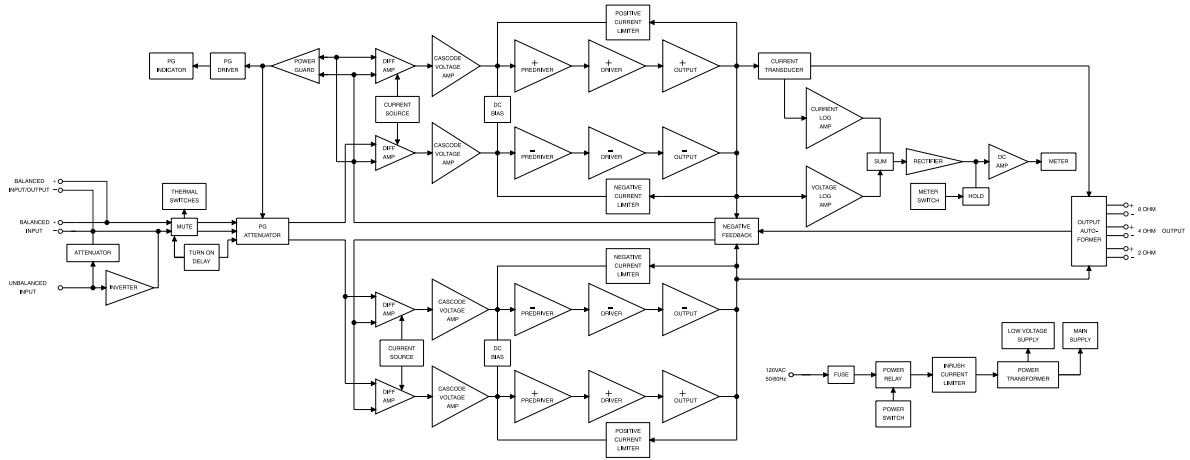 POSITIVE
CURRENT
LIMITER
PG
INDICATOR
PG
DRIVER
POWER
GUARD
DIFF
AMP
CASCODE
VOLTAGE
AMP
+
PREDRIVER
+
DRIVER
+
OUTPUT
CURRENT
TRANSDUCER
CURRENT
SOURCE
DC
BIAS
CURRENT
LOG
AMP
DIFF
AMP
CASCODE
VOLTAGE
AMP
-
PREDRIVER
-
DRIVER
-
OUTPUT
SUM
RECTIFIER
DC
AMP
METER
NEGATIVE
CURRENT
LIMITER
VOLTAGE
LOG
AMP
METER
SWITCH
HOLD
BALANCED +
INPUT/OUTPUT -
THERMAL
SWITCHES
BALANCED +
INPUT -
MUTE
PG
ATTENUATOR
NEGATIVE
FEEDBACK
OUTPUT
AUTO-
FORMER
+ 8 OHM
-
+ 4 OHM OUTPUT
-
+ 2 OHM
-
ATTENUATOR
TURN ON
DELAY
UNBALANCED
INPUT
INVERTER
NEGATIVE
CURRENT
LIMITER
DIFF
AMP
CASCODE
VOLTAGE
AMP
-
PREDRIVER
-
DRIVER
-
OUTPUT
CURRENT
SOURCE
DC
BIAS
DIFF
AMP
CASCODE
VOLTAGE
AMP
+
PREDRIVER
+
DRIVER
+
OUTPUT
POSITIVE
CURRENT
LIMITER
LOW VOLTAGE
SUPPLY
MAIN
SUPPLY
120VAC
50/60Hz
FUSE
POWER
RELAY
INRUSH
CURRENT
LIMITER
POWER
TRANSFORMER
POWER
SWITCH